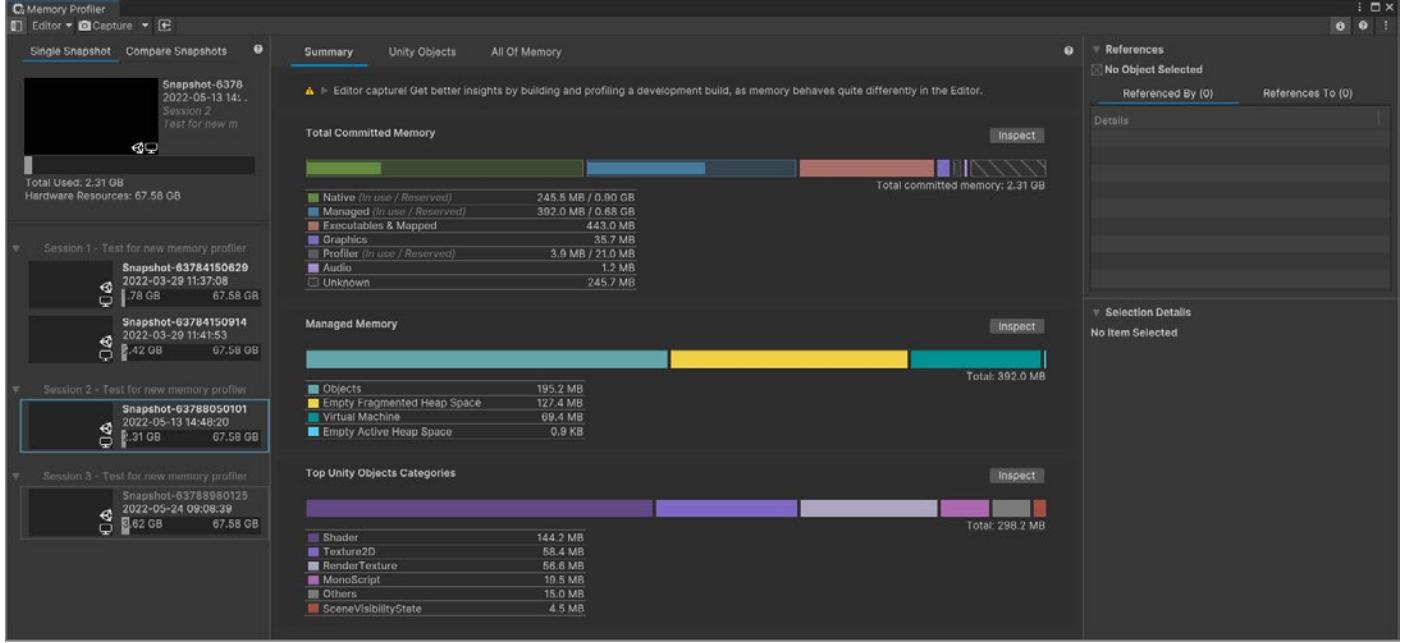 Memory Profiler
Editor Capture
Single Snapshot Compare Snapshots
Snapshot-6378
2022-05-13 14:
Session 2
Test for new m
Total Used: 2.31 GB
Hardware Resources: 67.58 GB
Session 1 - Test for new memory profiler
Snapshot-63784150629
2022-03-29 11:37:08
.78 GB 67.58 GB
Snapshot-63784150914
2022-03-29 11:41:53
2.42 GB 67.58 GB
Session 2 - Test for new memory profiler
Snapshot-63788050101
2022-05-13 14:48:20
2.31 GB 67.58 GB
Session 3 - Test for new memory profiler
Snapshot-63788980125
2022-05-24 09:08:39
3.62 GB 67.58 GB
Summary Unity Objects All Of Memory
Editor capture! Get better insights by building and profiling a development build, as memory behaves quite differently in the Editor.
Total Committed Memory Inspect
Total committed memory: 2.31 GB
Native (In use / Reserved) 245.5 MB / 0.90 GB
Managed (In use / Reserved) 392.0 MB / 0.68 GB
Executables & Mapped 443.0 MB
Graphics 35.7 MB
Profiler (In use / Reserved) 3.9 MB / 21.0 MB
Audio 1.2 MB
Unknown 245.7 MB
Managed Memory Inspect
Total: 392.0 MB
Objects 195.2 MB
Empty Fragmented Heap Space 127.4 MB
Virtual Machine 69.4 MB
Empty Active Heap Space 0.9 KB
Top Unity Objects Categories Inspect
Total: 298.2 MB
Shader 144.2 MB
Texture2D 58.4 MB
RenderTexture 56.6 MB
MonoScript 19.5 MB
Others 15.0 MB
SceneVisibilityState 4.5 MB
References
No Object Selected
Referenced By (0) References To (0)
Details
Selection Details
No Item Selected